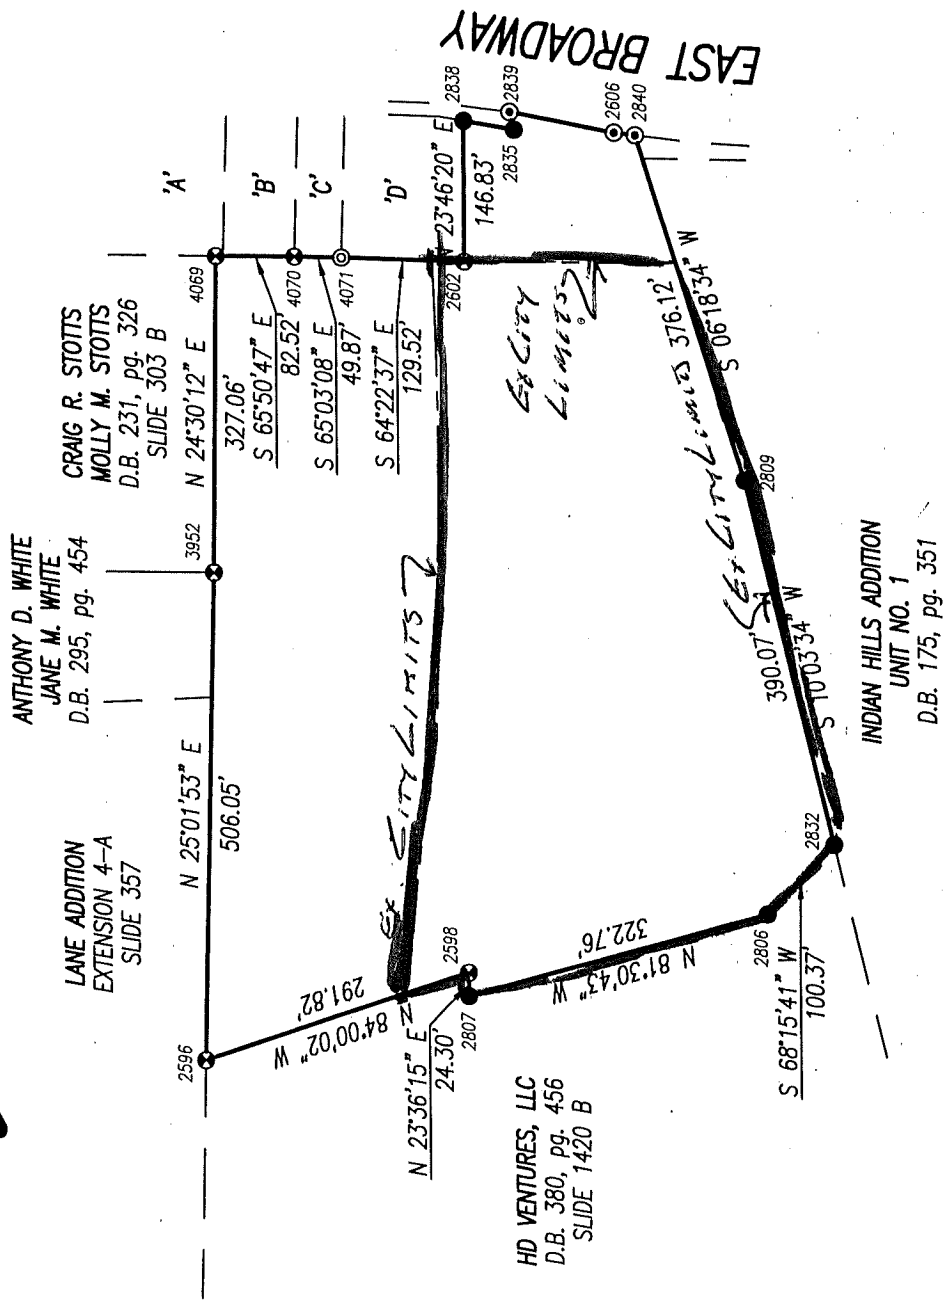 EAST BROADWAY
ANTHONY D. WHITE
JANE M. WHITE
D.B. 295, pg. 454
CRAIG R. STOTTS
MOLLY M. STOTTS
D.B. 231, pg. 326
SLIDE 303 B
LANE ADDITION
EXTENSION 4-A
SLIDE 357
'A'
'B'
'C'
'D'
2838
2839
2835
2606
2840
4069
4070
4071
2602
3952
2596
2598
2807
2806
2832
2809
N 24°30'12" E
327.06'
S 65°50'47" E
82.52'
S 65°03'08" E
49.87'
S 64°22'37" E
129.52'
N 23°46'20" E
146.83'
N 25°01'53" E
506.05'
N 84°00'02" W
291.82'
N 23°36'15" E
24.30'
N 81°30'43" W
322.76'
S 68°15'41" W
100.37'
S 10°03'34" W
390.07'
S 06°18'34" W
376.12'
Ex. CITY LIMITS
Ex CITY
LIMITS
Ex. CITY LIMITS
HD VENTURES, LLC
D.B. 380, pg. 456
SLIDE 1420 B
INDIAN HILLS ADDITION
UNIT NO. 1
D.B. 175, pg. 351